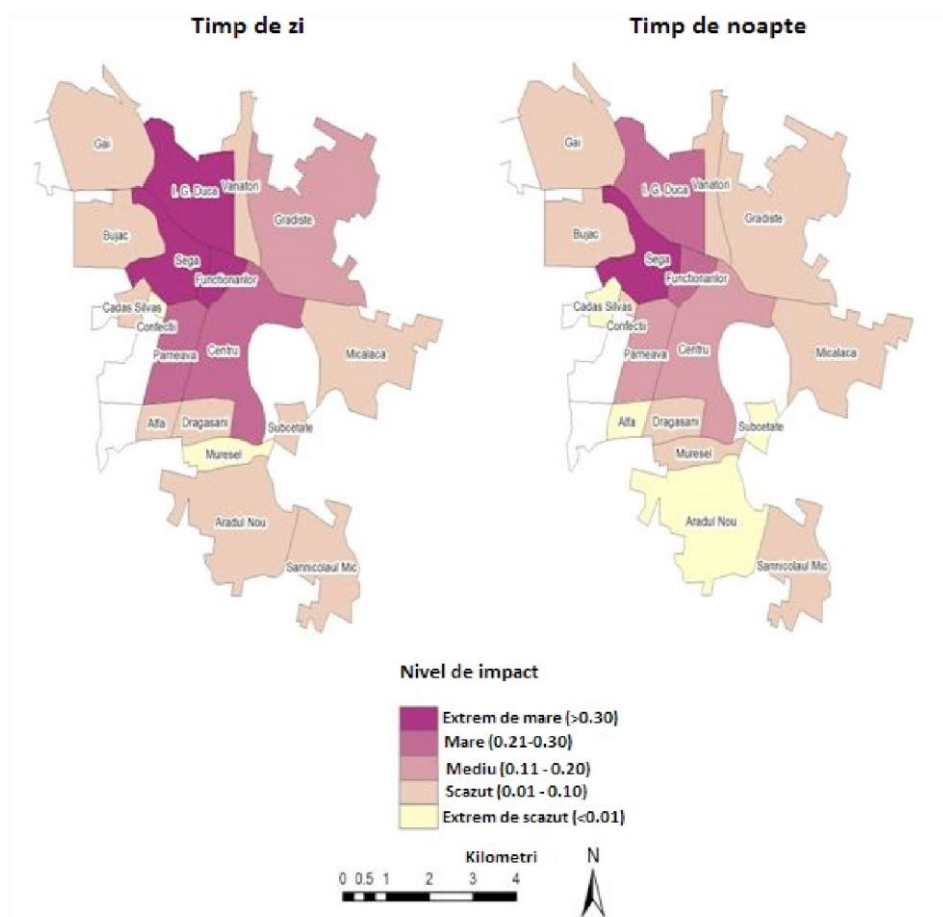 Timp de zi
Timp de noapte
Gai
I. G. Duca
Vanatori
Gradiste
Bujac
Sega
Functionarilor
Cadas Silvas
Confectii
Parneava
Centru
Micalaca
Alfa
Dragasani
Subcetate
Muresel
Aradul Nou
Sannicolaul Mic
Gai
I. G. Duca
Vanatori
Gradiste
Bujac
Sega
Functionarilor
Cadas Silvas
Confectii
Parneava
Centru
Micalaca
Alfa
Dragasani
Subcetate
Muresel
Aradul Nou
Sannicolaul Mic
Nivel de impact
Extrem de mare (>0.30)
Mare (0.21-0.30)
Mediu (0.11 - 0.20)
Scazut (0.01 - 0.10)
Extrem de scazut (<0.01)
Kilometri
N
0 0.5 1 2 3 4